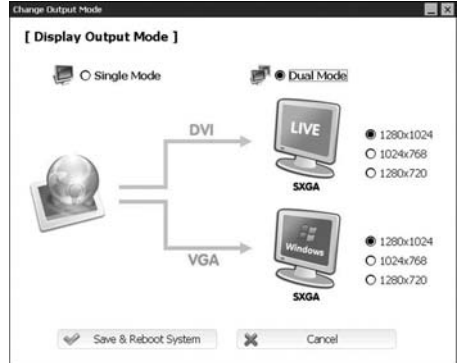 Change Output Mode
[ Display Output Mode ]
Single Mode
Dual Mode
DVI
LIVE
SXGA
1280x1024
1024x768
1280x720
VGA
Windows
SXGA
1280x1024
1024x768
1280x720
Save & Reboot System
Cancel